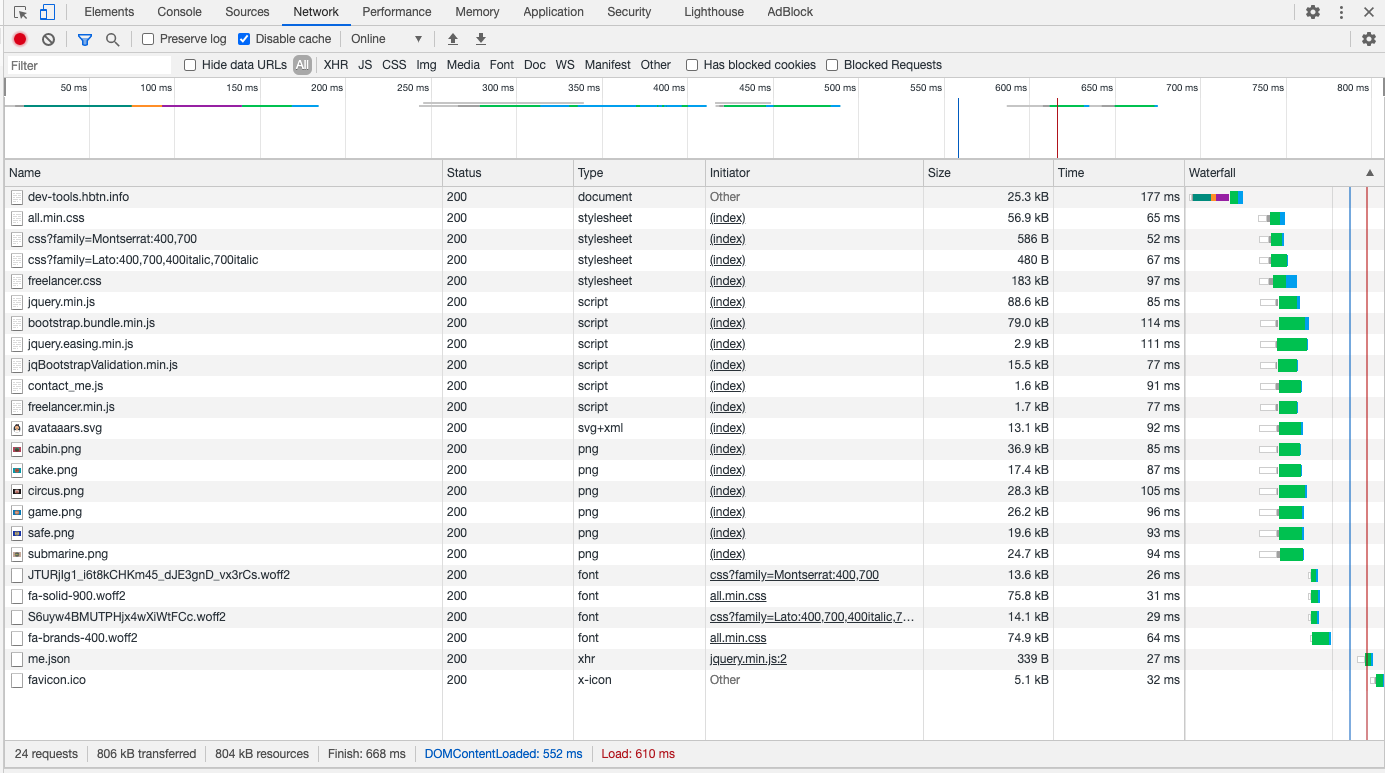 Elements Console Sources Network Performance Memory Application Security Lighthouse AdBlock
Preserve log Disable cache Online
Filter Hide data URLs All XHR JS CSS Img Media Font Doc WS Manifest Other Has blocked cookies Blocked Requests
50 ms 100 ms 150 ms 200 ms 250 ms 300 ms 350 ms 400 ms 450 ms 500 ms 550 ms 600 ms 650 ms 700 ms 750 ms 800 ms
Name Status Type Initiator Size Time Waterfall
dev-tools.hbtn.info 200 document Other 25.3 kB 177 ms
all.min.css 200 stylesheet (index) 56.9 kB 65 ms
css?family=Montserrat:400,700 200 stylesheet (index) 586 B 52 ms
css?family=Lato:400,700,400italic,700italic 200 stylesheet (index) 480 B 67 ms
freelancer.css 200 stylesheet (index) 183 kB 97 ms
jquery.min.js 200 script (index) 88.6 kB 85 ms
bootstrap.bundle.min.js 200 script (index) 79.0 kB 114 ms
jquery.easing.min.js 200 script (index) 2.9 kB 111 ms
jqBootstrapValidation.min.js 200 script (index) 15.5 kB 77 ms
contact_me.js 200 script (index) 1.6 kB 91 ms
freelancer.min.js 200 script (index) 1.7 kB 77 ms
avataaars.svg 200 svg+xml (index) 13.1 kB 92 ms
cabin.png 200 png (index) 36.9 kB 85 ms
cake.png 200 png (index) 17.4 kB 87 ms
circus.png 200 png (index) 28.3 kB 105 ms
game.png 200 png (index) 26.2 kB 96 ms
safe.png 200 png (index) 19.6 kB 93 ms
submarine.png 200 png (index) 24.7 kB 94 ms
JTURjIg1_i6t8kCHKm45_dJE3gnD_vx3rCs.woff2 200 font css?family=Montserrat:400,700 13.6 kB 26 ms
fa-solid-900.woff2 200 font all.min.css 75.8 kB 31 ms
S6uyw4BMUTPHjx4wXiWtFCc.woff2 200 font css?family=Lato:400,700,400italic,7… 14.1 kB 29 ms
fa-brands-400.woff2 200 font all.min.css 74.9 kB 64 ms
me.json 200 xhr jquery.min.js:2 339 B 27 ms
favicon.ico 200 x-icon Other 5.1 kB 32 ms
24 requests 806 kB transferred 804 kB resources Finish: 668 ms DOMContentLoaded: 552 ms Load: 610 ms